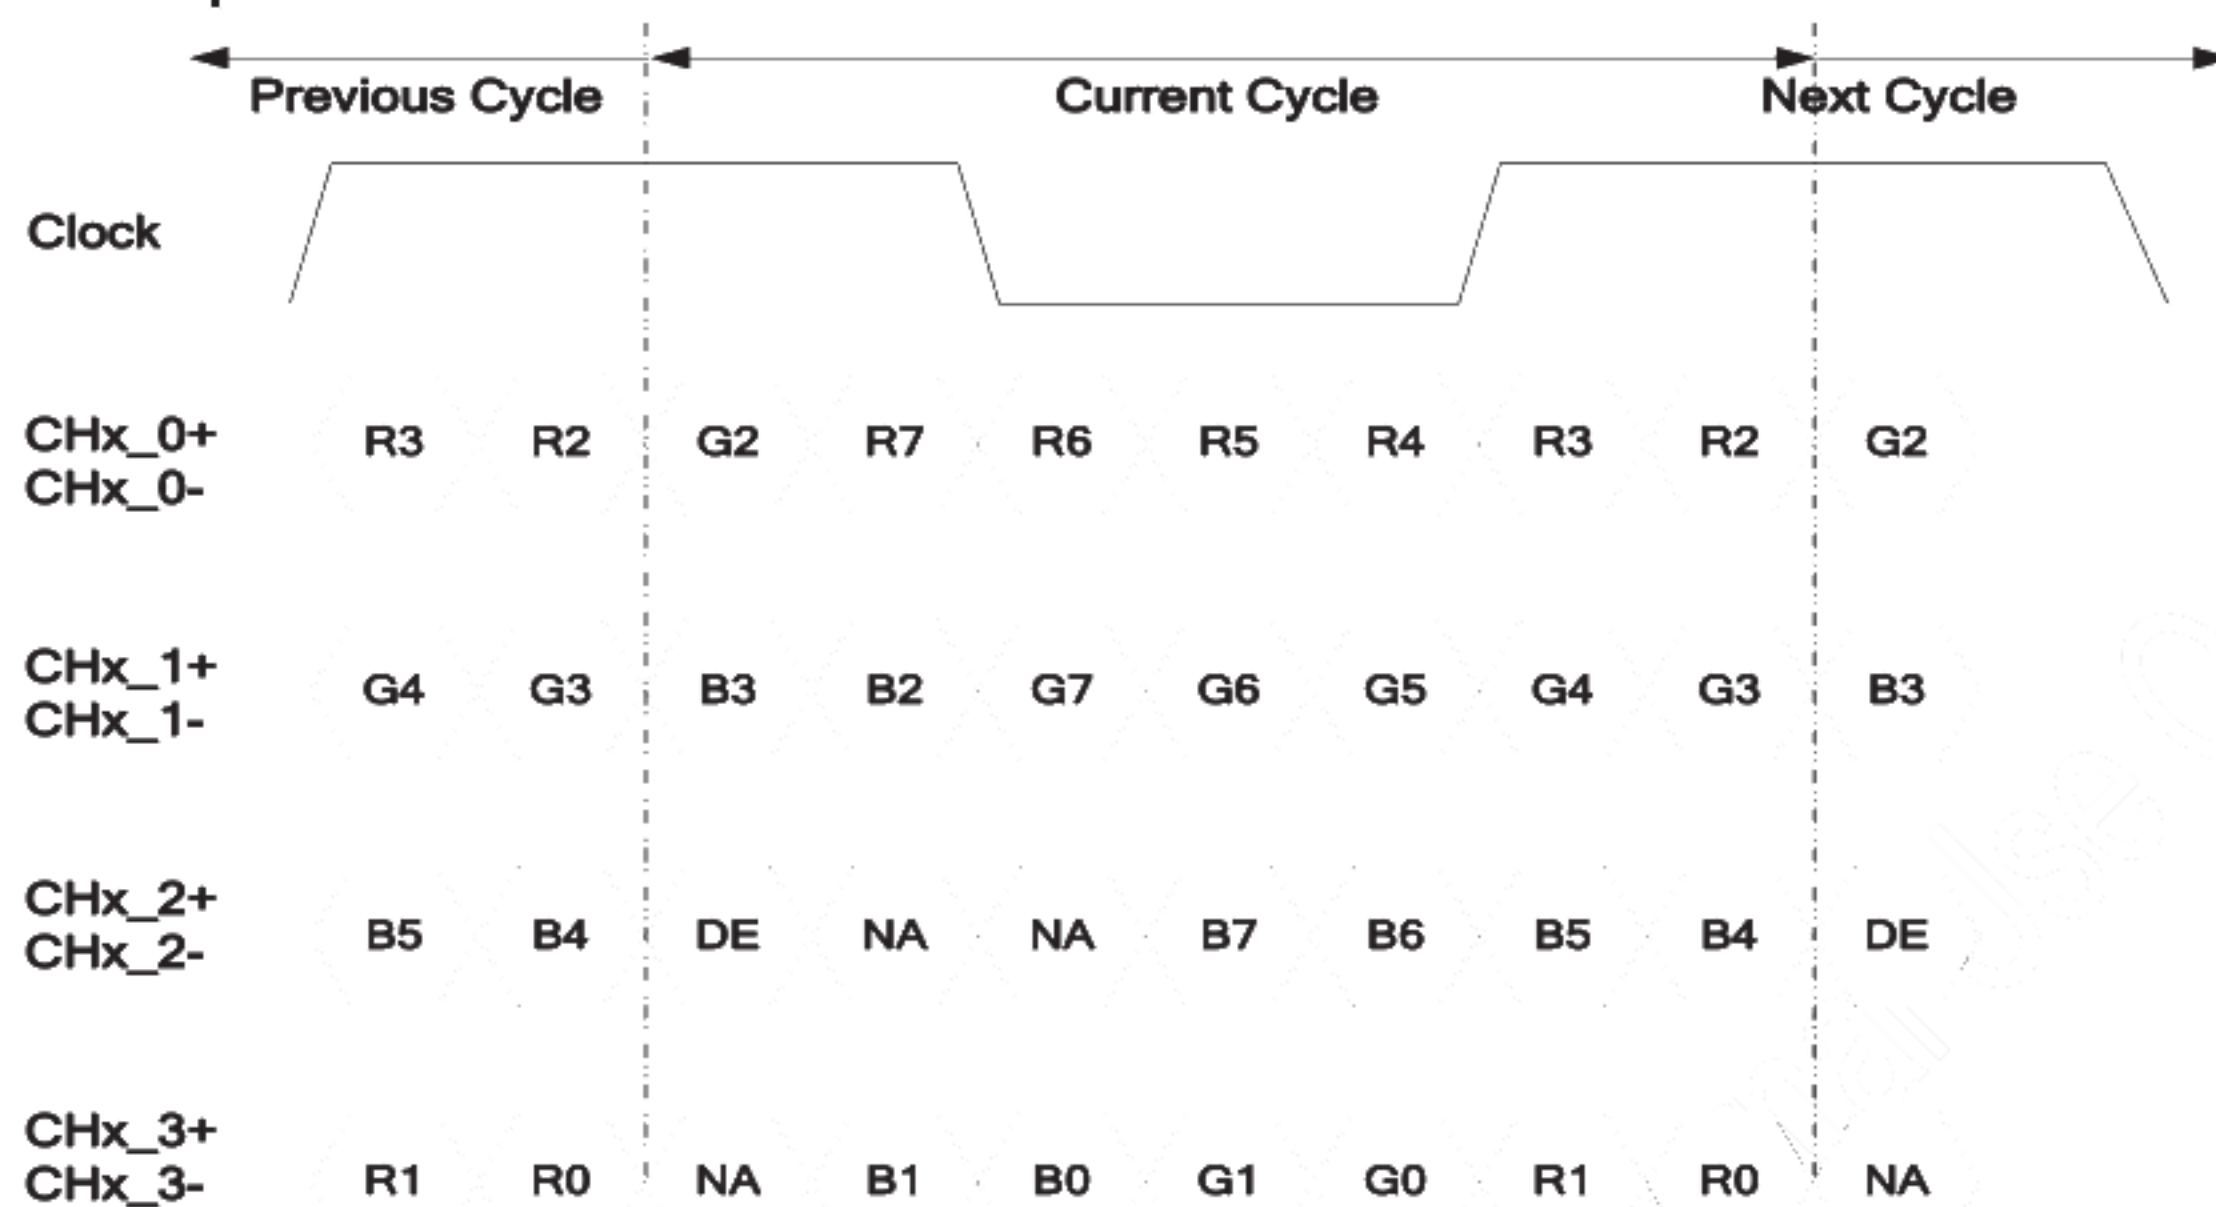 Previous Cycle Current Cycle Next Cycle
Clock
CHx_0+
CHx_0-
R3 R2 G2 R7 R6 R5 R4 R3 R2 G2
CHx_1+
CHx_1-
G4 G3 B3 B2 G7 G6 G5 G4 G3 B3
CHx_2+
CHx_2-
B5 B4 DE NA NA B7 B6 B5 B4 DE
CHx_3+
CHx_3-
R1 R0 NA B1 B0 G1 G0 R1 R0 NA